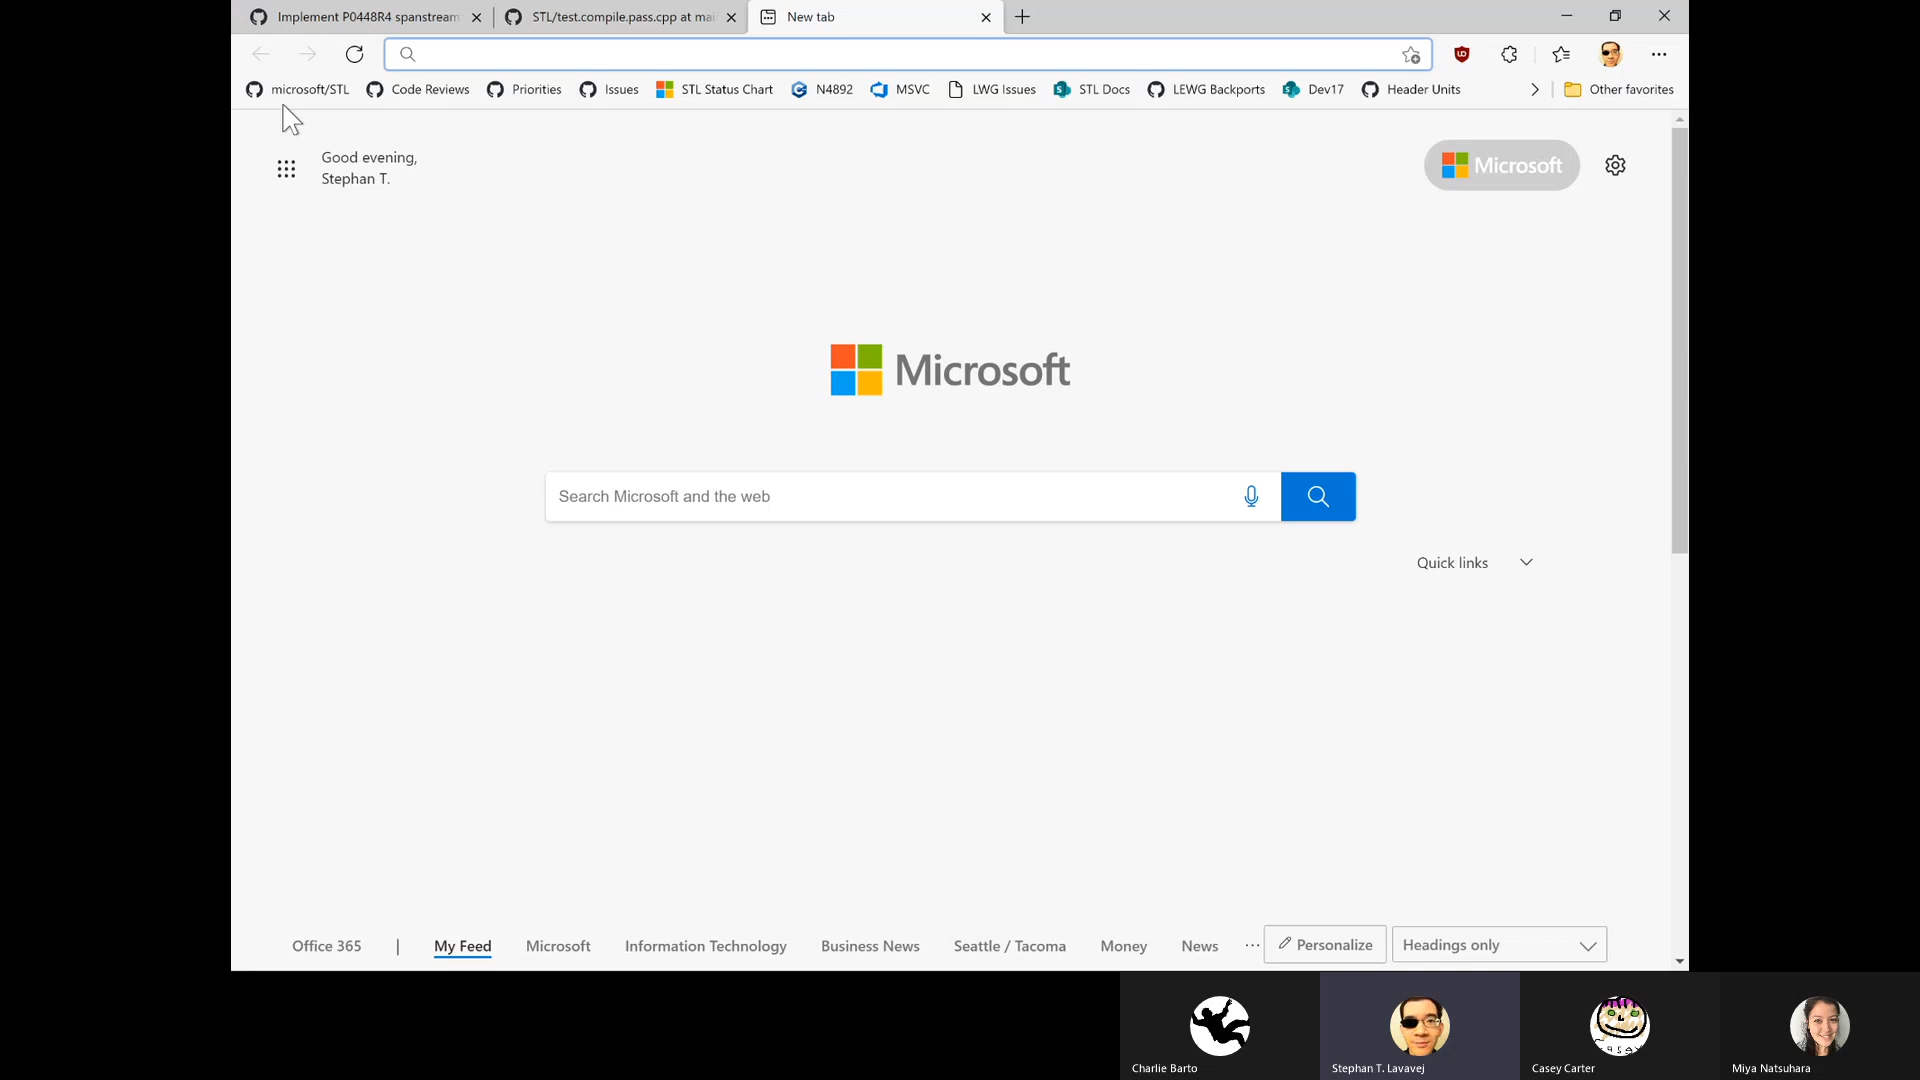 Implement P0448R4 spanstream
STL/test.compile.pass.cpp at mai
New tab
microsoft/STL
Code Reviews
Priorities
Issues
STL Status Chart
N4892
MSVC
LWG Issues
STL Docs
LEWG Backports
Dev17
Header Units
Other favorites
Good evening,
Stephan T.
Microsoft
Microsoft
Search Microsoft and the web
Quick links
Office 365
My Feed
Microsoft
Information Technology
Business News
Seattle / Tacoma
Money
News
Personalize
Headings only
Charlie Barto
Stephan T. Lavavej
Casey Carter
Miya Natsuhara